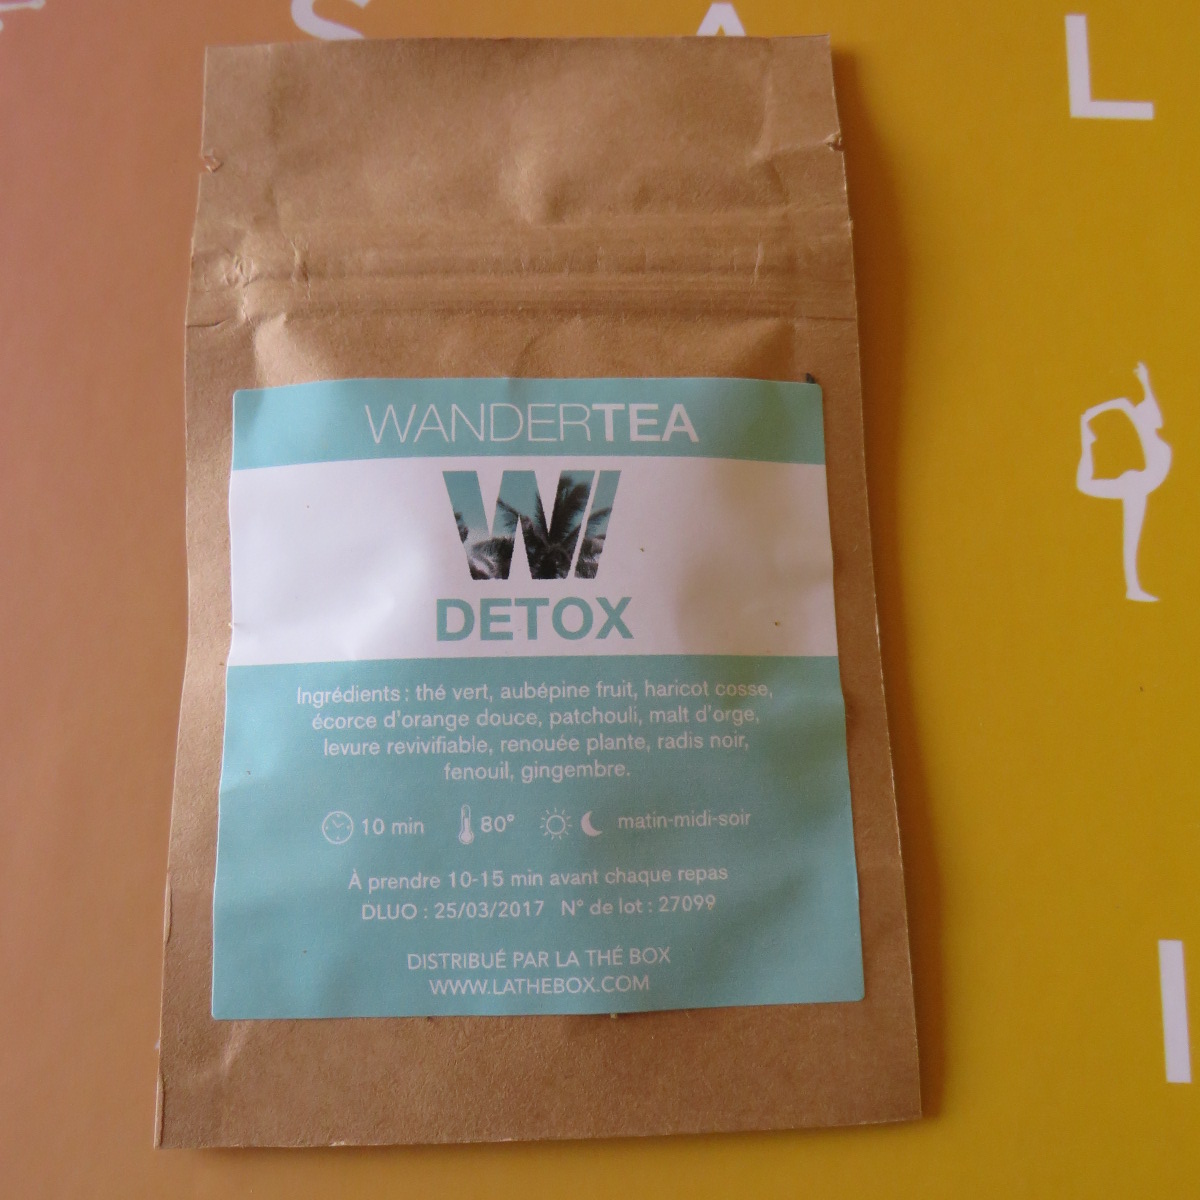 S A L
WANDERTEA
W
DETOX
Ingrédients : thé vert, aubépine fruit, haricot cosse,
écorce d'orange douce, patchouli, malt d'orge,
levure revivifiable, renouée plante, radis noir,
fenouil, gingembre.
10 min 80° matin-midi-soir
À prendre 10-15 min avant chaque repas
DLUO : 25/03/2017 N° de lot : 27099
DISTRIBUÉ PAR LA THÉ BOX
WWW.LATHEBOX.COM
I